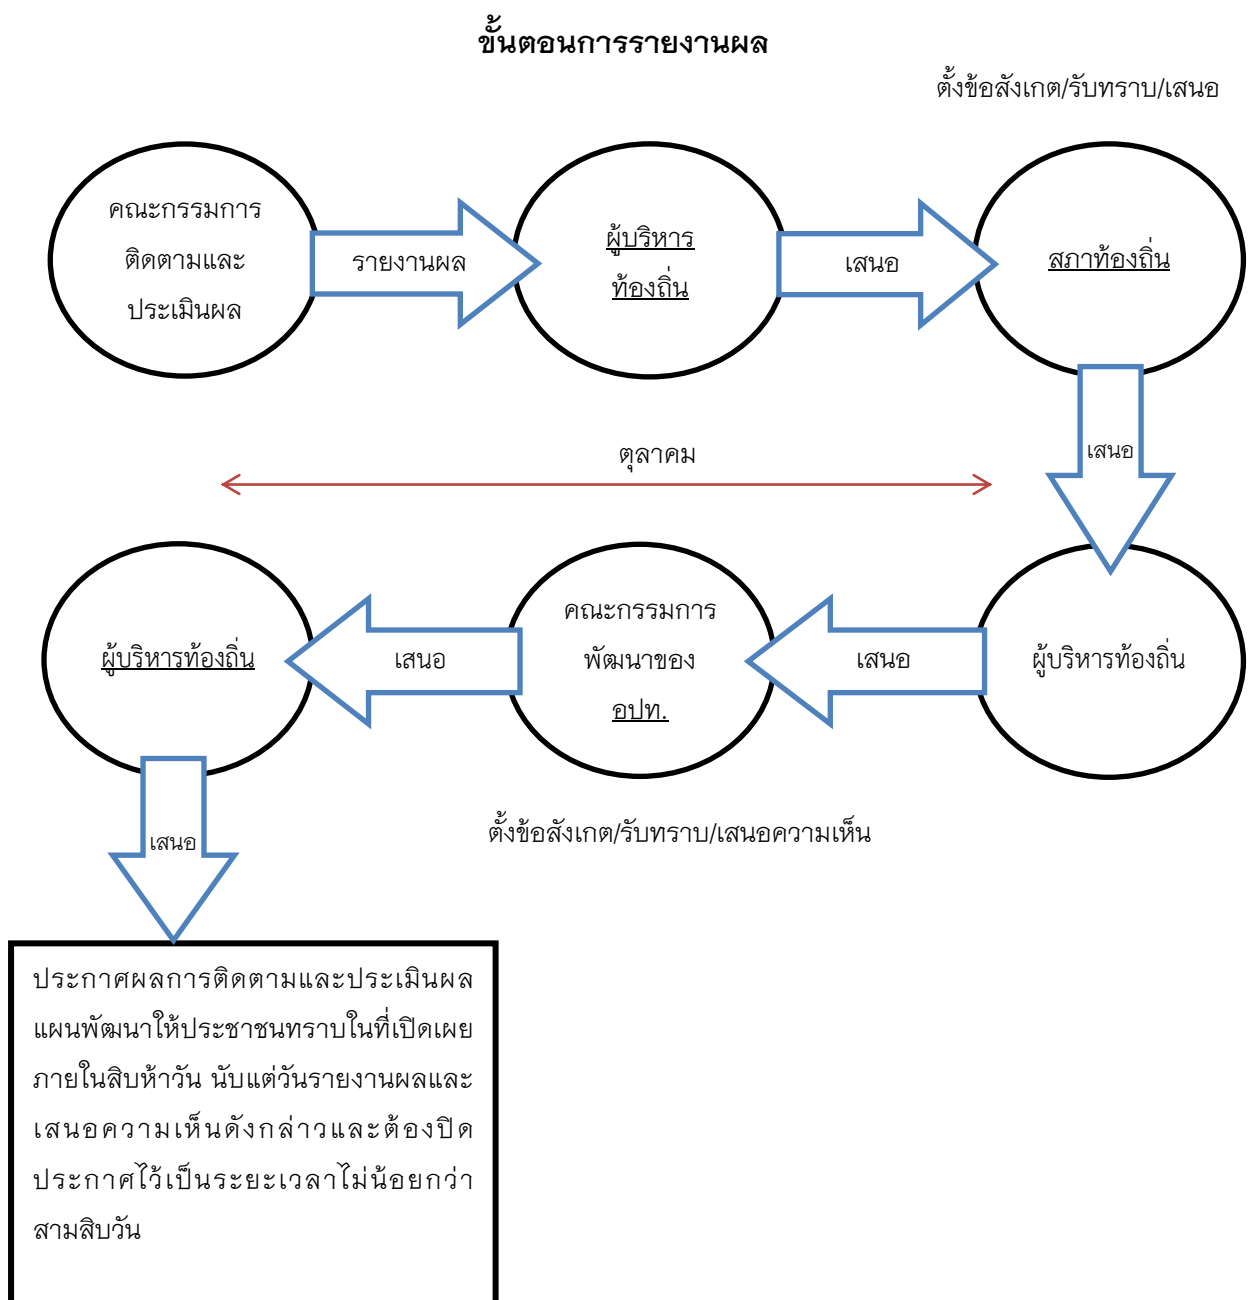 ขั้นตอนการรายงานผล
ตั้งข้อสังเกต/รับทราบ/เสนอ
คณะกรรมการ
ติดตามและ
ประเมินผล
รายงานผล
ผู้บริหาร
ท้องถิ่น
เสนอ
สภาท้องถิ่น
เสนอ
ตุลาคม
ผู้บริหารท้องถิ่น
เสนอ
คณะกรรมการ
พัฒนาของ
อปท.
เสนอ
ผู้บริหารท้องถิ่น
ตั้งข้อสังเกต/รับทราบ/เสนอความเห็น
เสนอ
ประกาศผลการติดตามและประเมินผล
แผนพัฒนาให้ประชาชนทราบในที่เปิดเผย
ภายในสิบห้าวัน นับแต่วันรายงานผลและ
เสนอความเห็นดังกล่าวและต้องปิด
ประกาศไว้เป็นระยะเวลาไม่น้อยกว่า
สามสิบวัน